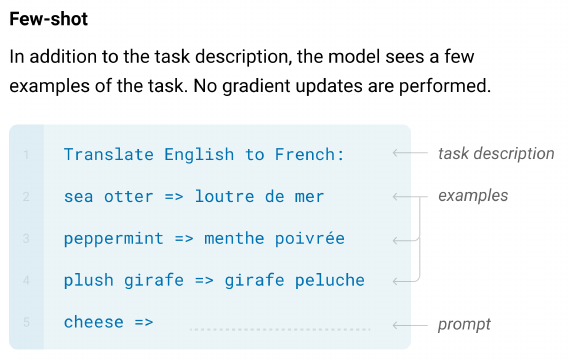 Few-shot
In addition to the task description, the model sees a few
examples of the task. No gradient updates are performed.
1 Translate English to French: task description
2 sea otter => loutre de mer examples
3 peppermint => menthe poivrée
4 plush girafe => girafe peluche
5 cheese => prompt